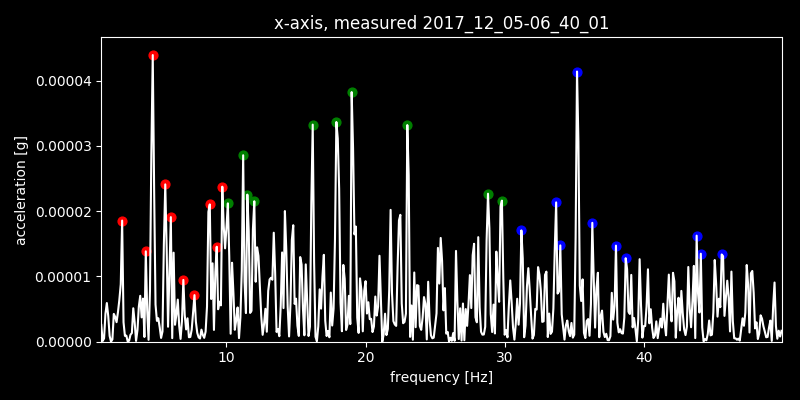 x-axis, measured 2017_12_05-06_40_01
0.00004
0.00003
0.00002
0.00001
0.00000
acceleration [g]
10 20 30 40
frequency [Hz]